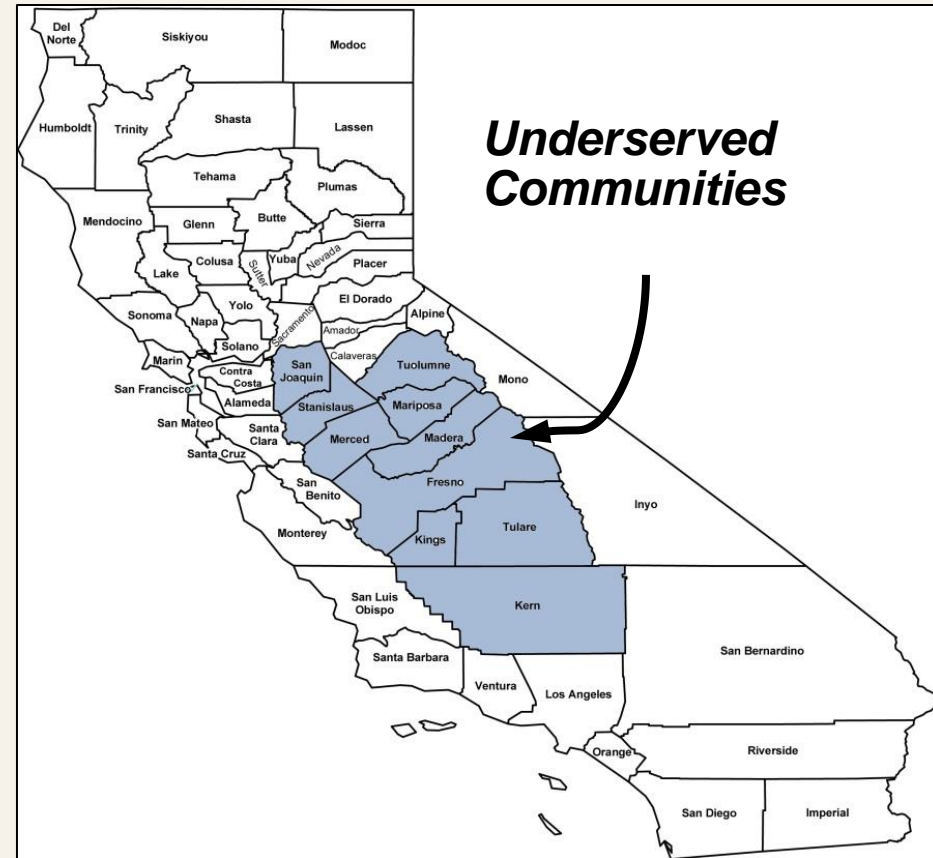 Del
Norte
Siskiyou
Modoc
Humboldt
Trinity
Shasta
Lassen
Underserved
Communities
Tehama
Plumas
Mendocino
Glenn
Butte
Sierra
Lake
Colusa
Sutter
Yuba
Nevada
Placer
Sonoma
Napa
Yolo
Solano
Sacramento
El Dorado
Amador
Alpine
Calaveras
Marin
San Francisco
Contra
Costa
Alameda
San
Joaquin
Tuolumne
Mono
San Mateo
Santa
Clara
Santa Cruz
Stanislaus
Mariposa
Merced
Madera
San
Benito
Fresno
Inyo
Monterey
Kings
Tulare
San Luis
Obispo
Kern
Santa Barbara
San Bernardino
Ventura
Los Angeles
Orange
Riverside
San Diego
Imperial